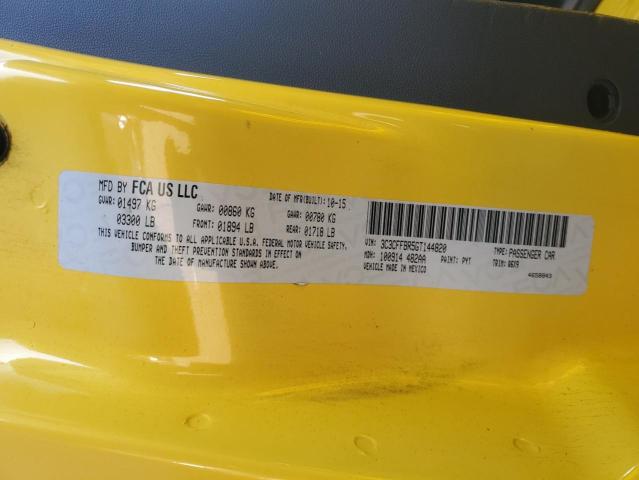 MFD BY FCA US LLC DATE OF MFR(BUILT):10-15
GVWR:01497 KG GAWR:00860 KG GAWR:00780 KG
03300 LB FRONT:01894 LB REAR:01718 LB
THIS VEHICLE CONFORMS TO ALL APPLICABLE U.S.A. FEDERAL MOTOR VEHICLE SAFETY,
BUMPER AND THEFT PREVENTION STANDARDS IN EFFECT ON
THE DATE OF MANUFACTURE SHOWN ABOVE.
VIN: 3C3CFFBR5GT144820 TYPE:PASSENGER CAR
MDH: 100914 482AA PAINT: PYT TRIM:
VEHICLE MADE IN MEXICO 4658843